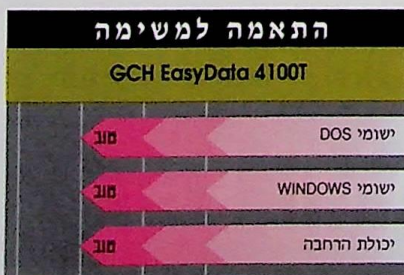 התאמה למשימה
GCH EasyData 4100T
ישומי DOS טוב
ישומי WINDOWS טוב
יכולת הרחבה טוב